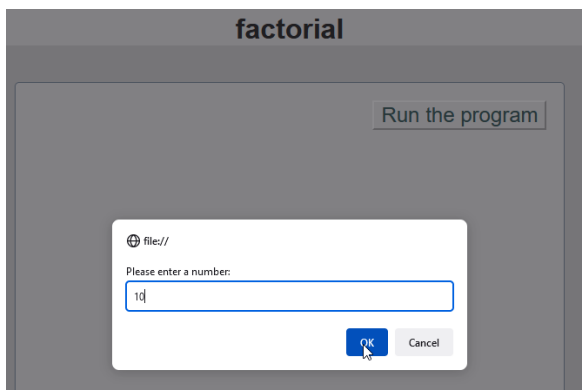 factorial
Run the program
file://
Please enter a number:
10
OK
Cancel